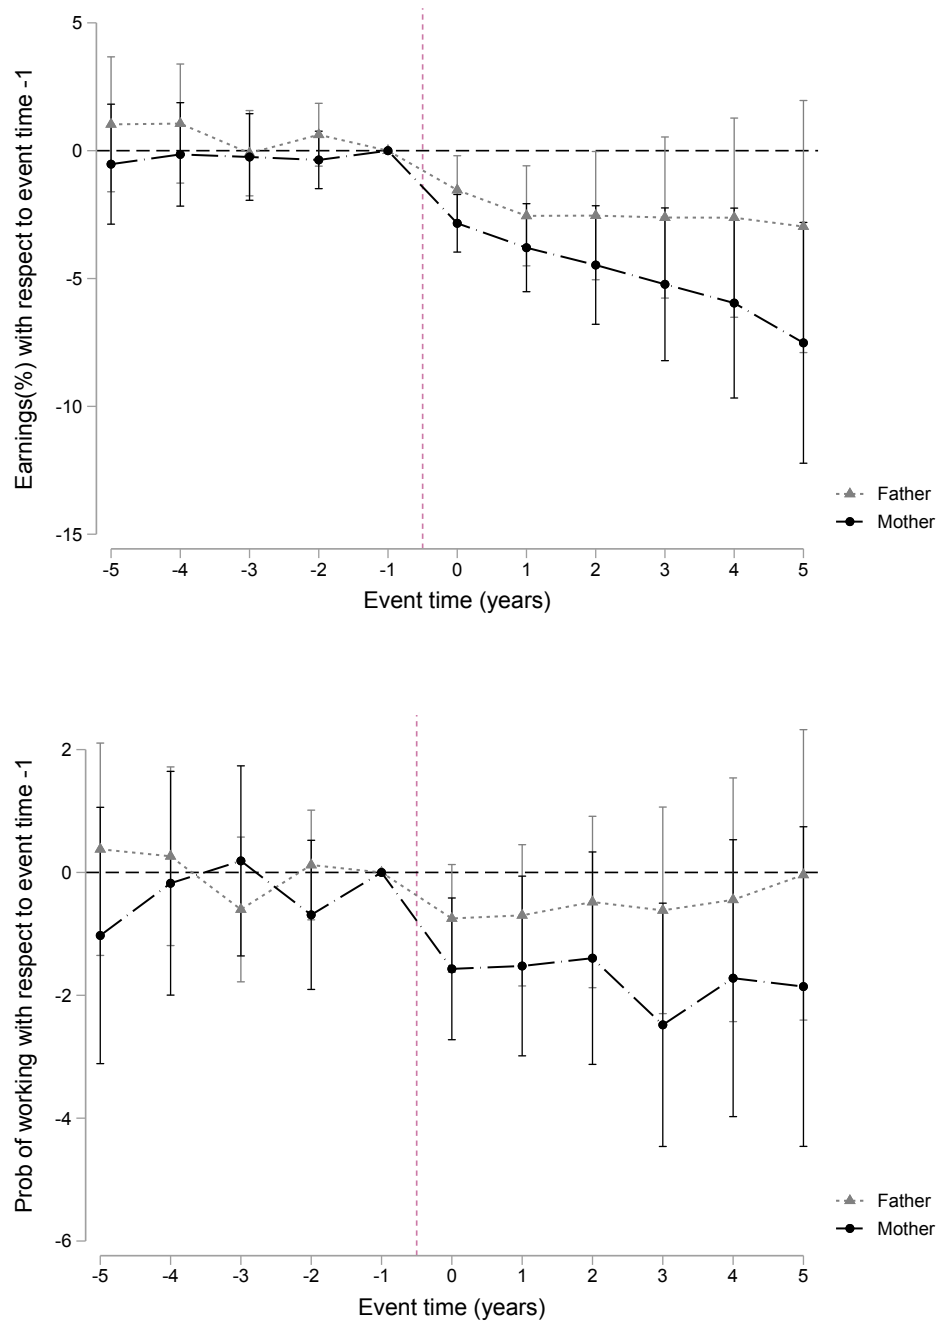 Earnings(%) with respect to event time -1
5
0
-5
-10
-15
-5 -4 -3 -2 -1 0 1 2 3 4 5
Event time (years)
Father
Mother
Prob of working with respect to event time -1
2
0
-2
-4
-6
-5 -4 -3 -2 -1 0 1 2 3 4 5
Event time (years)
Father
Mother